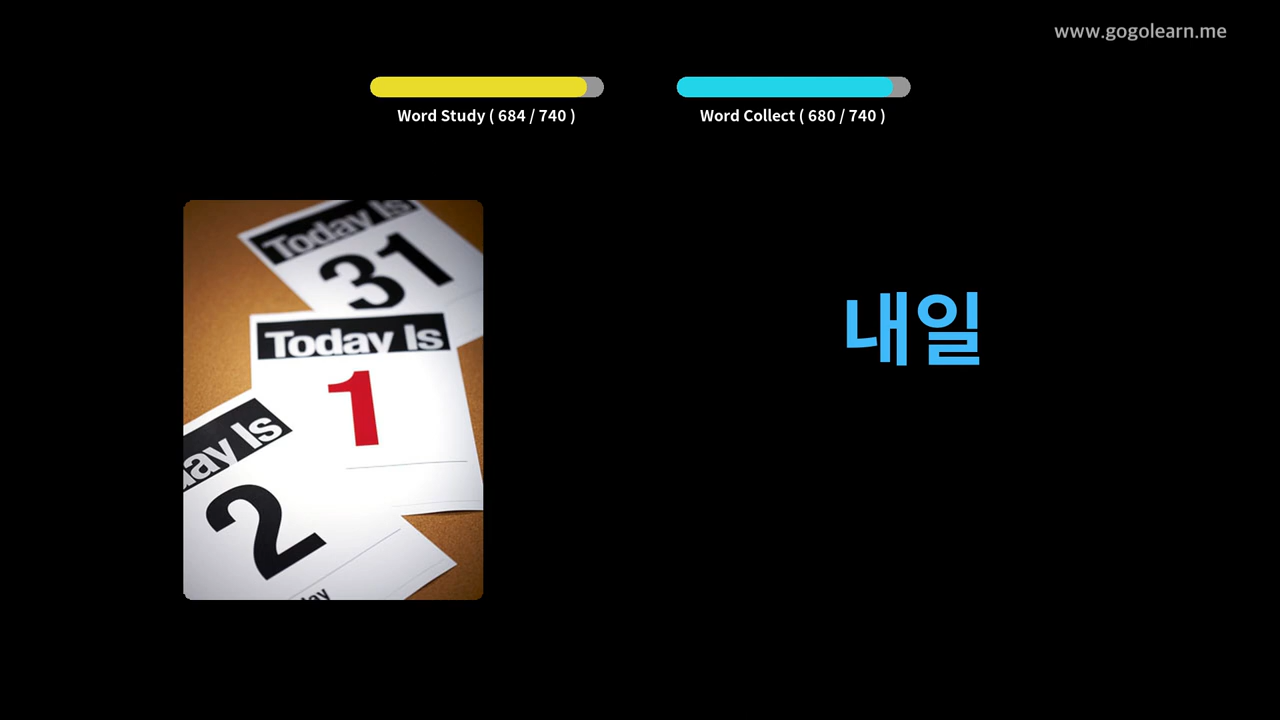 www.gogolearn.me
Word Study ( 684 / 740 )
Word Collect ( 680 / 740 )
Today Is
31
Today Is
1
day Is
2
내일